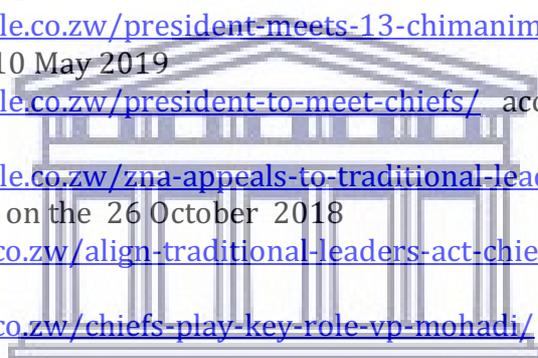 le.co.zw/president-meets-13-chimanim
10 May 2019
le.co.zw/president-to-meet-chiefs/ acc
le.co.zw/zna-appeals-to-traditional-lead
on the 26 October 2018
co.zw/align-traditional-leaders-act-chie
co.zw/chiefs-play-key-role-vp-mohadi/